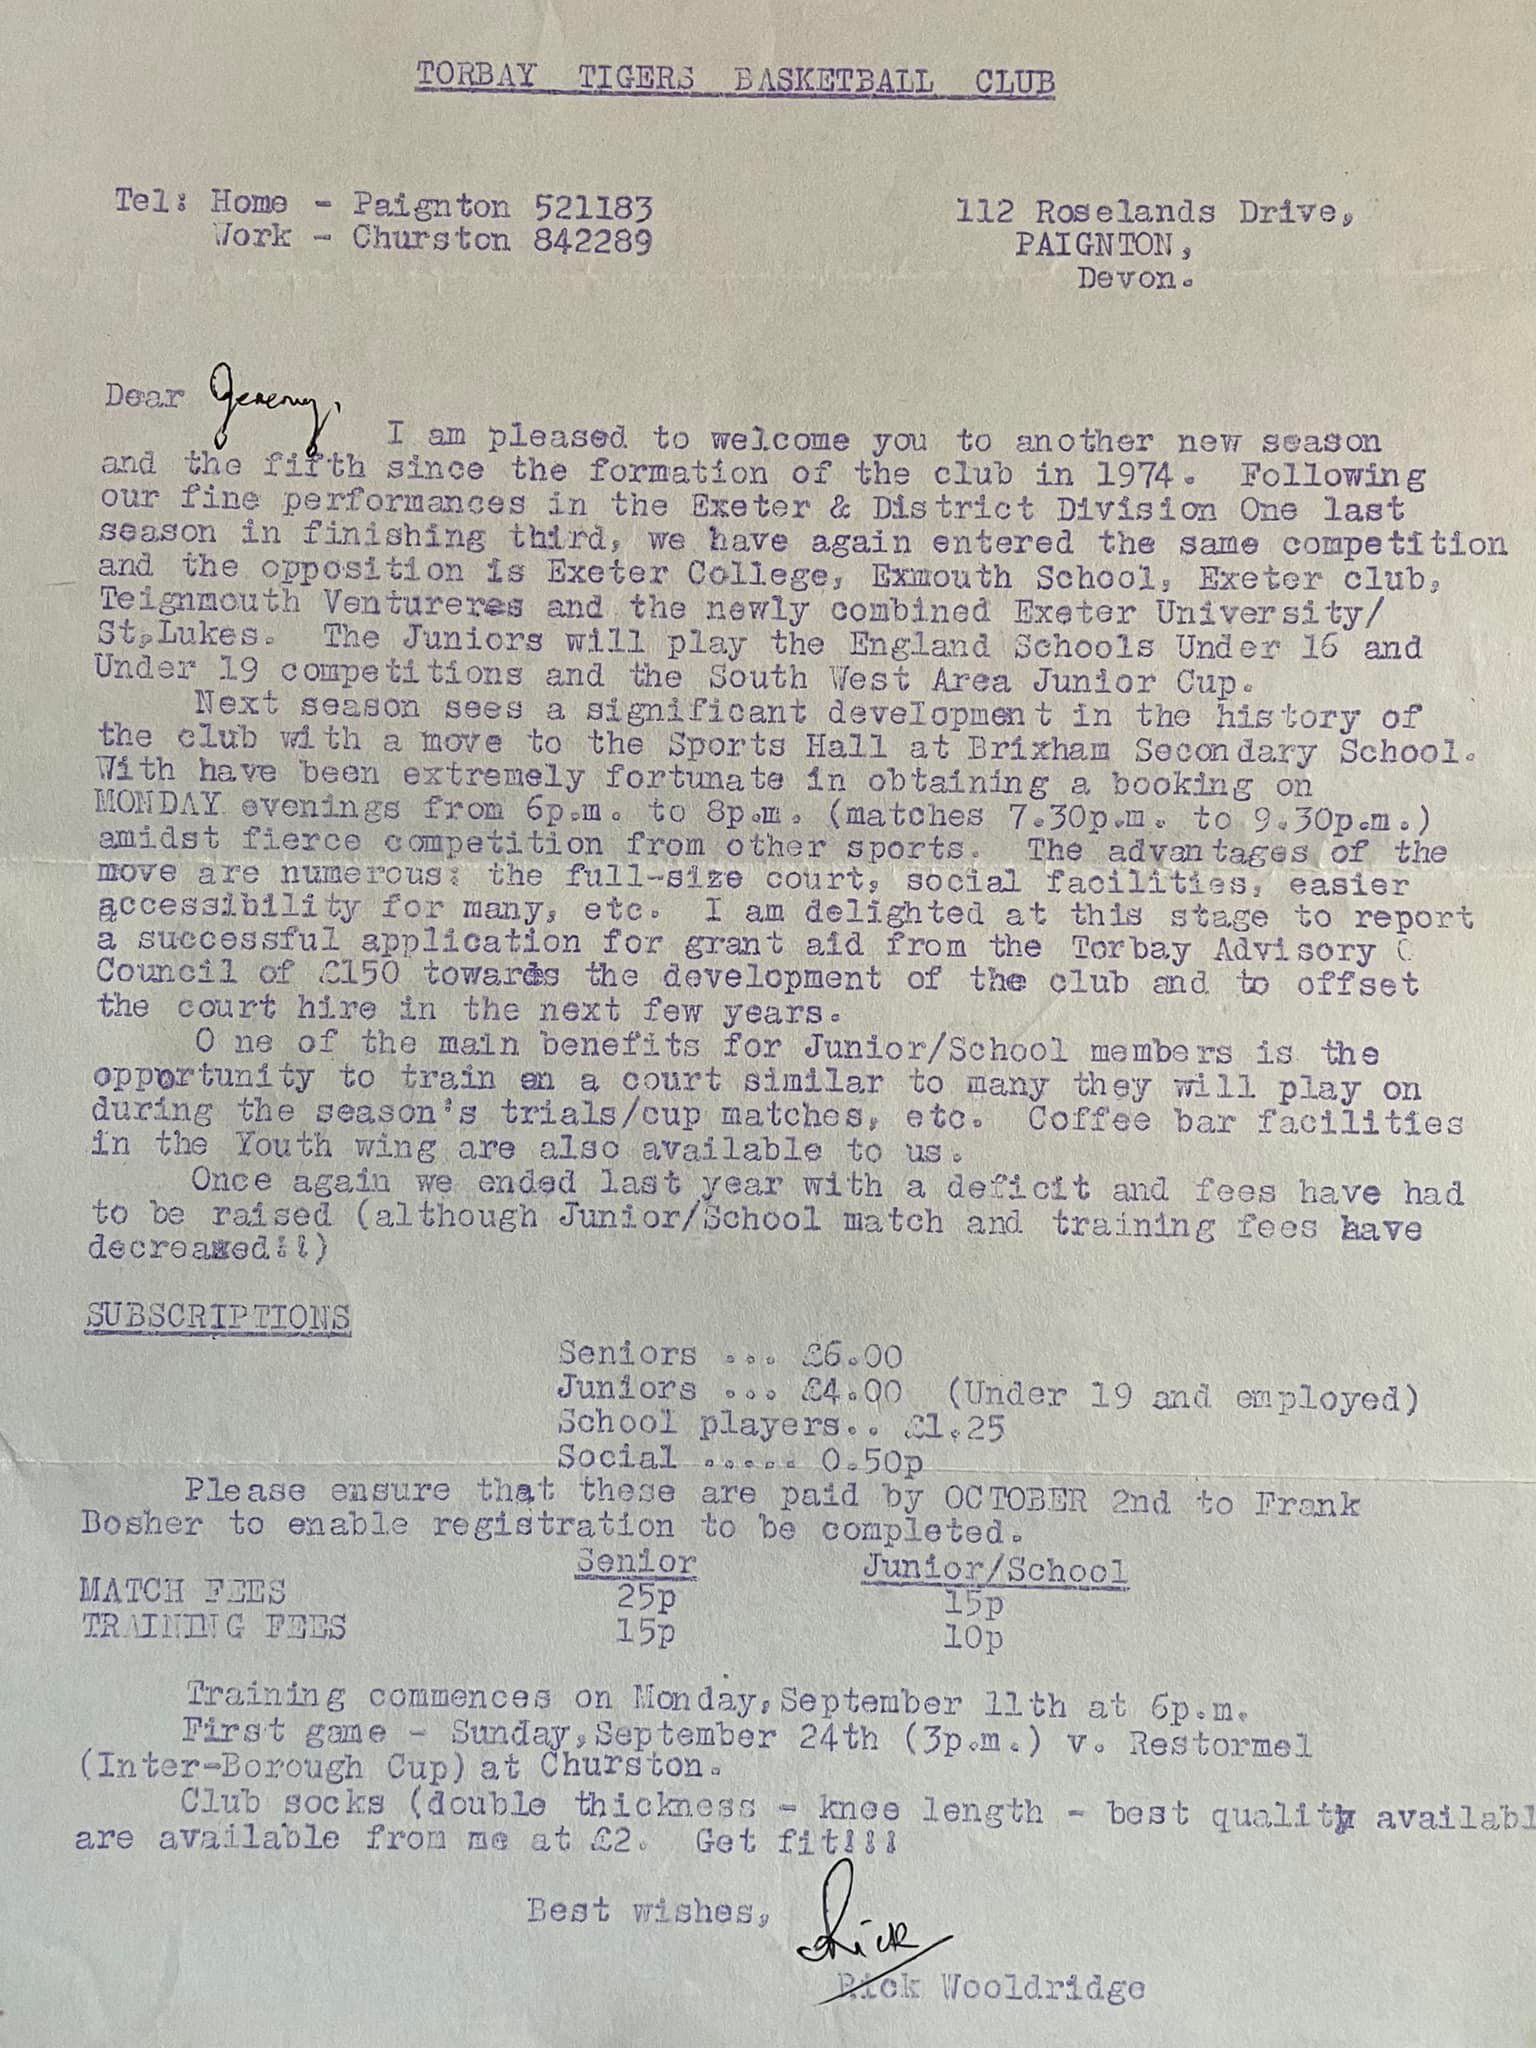 TORBAY TIGERS BASKETBALL CLUB
Tel: Home - Paignton 521183
Work - Churston 842289
112 Roselands Drive,
PAIGNTON,
Devon.
Dear Jeremy,
I am pleased to welcome you to another new season
and the fifth since the formation of the club in 1974. Following
our fine performances in the Exeter & District Division One last
season in finishing third, we have again entered the same competition
and the opposition is Exeter College, Exmouth School, Exeter club,
Teignmouth Ventureres and the newly combined Exeter University/
St.Lukes. The Juniors will play the England Schools Under 16 and
Under 19 competitions and the South West Area Junior Cup.
Next season sees a significant development in the history of
the club with a move to the Sports Hall at Brixham Secondary School.
With have been extremely fortunate in obtaining a booking on
MONDAY evenings from 6p.m. to 8p.m. (matches 7.30p.m. to 9.30p.m.)
amidst fierce competition from other sports. The advantages of the
move are numerous: the full-size court, social facilities, easier
accessibility for many, etc. I am delighted at this stage to report
a successful application for grant aid from the Torbay Advisory C
Council of £150 towards the development of the club and to offset
the court hire in the next few years.
O ne of the main benefits for Junior/School members is the
opportunity to train on a court similar to many they will play on
during the season's trials/cup matches, etc. Coffee bar facilities
in the Youth wing are also available to us.
Once again we ended last year with a deficit and fees have had
to be raised (although Junior/School match and training fees have
decreased!!)
SUBSCRIPTIONS
Seniors ... £6.00
Juniors ... £4.00 (Under 19 and employed)
School players.. £1.25
Social ..... 0.50p
Please ensure that these are paid by OCTOBER 2nd to Frank
Bosher to enable registration to be completed.
Senior Junior/School
MATCH FEES 25p 15p
TRAINING FEES 15p 10p
Training commences on Monday,September 11th at 6p.m.
First game - Sunday,September 24th (3p.m.) v. Restormel
(Inter-Borough Cup) at Churston.
Club socks (double thickness - knee length - best quality availabl
are available from me at £2. Get fit!!!
Best wishes,
Rick
Rick Wooldridge